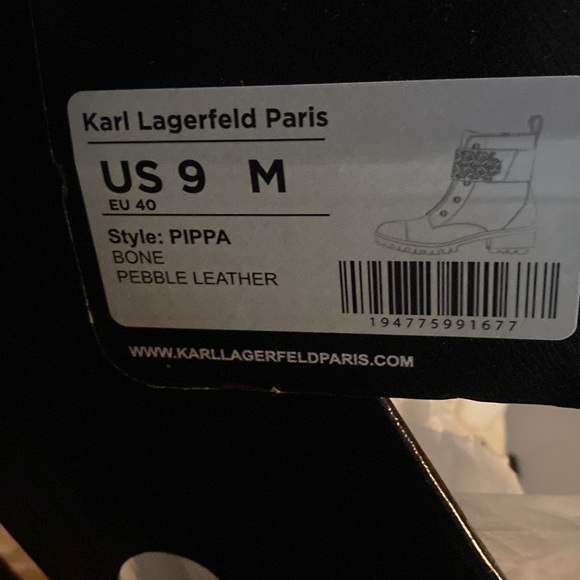 Karl Lagerfeld Paris
US 9 M
EU 40
Style: PIPPA
BONE
PEBBLE LEATHER
194775991677
WWW.KARLLAGERFELDPARIS.COM